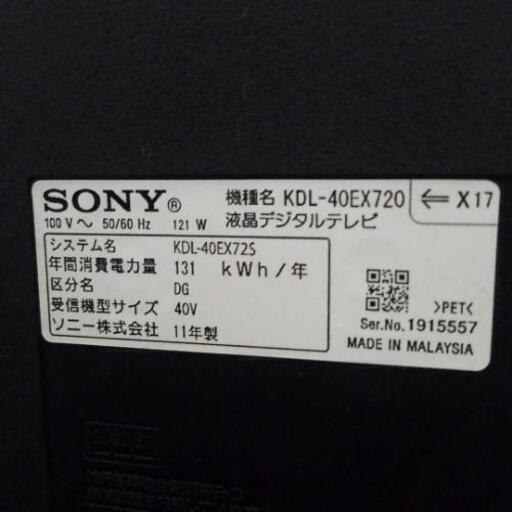 SONY®
機種名 KDL-40EX720
⇐ X17
100 V〜 50/60 Hz 121 W
液晶デジタルテレビ
システム名 KDL-40EX72S
年間消費電力量 131 kWh/年
区分名 DG
受信機型サイズ 40V
ソニー株式会社 11年製
>PET<
Ser.No.1915557
MADE IN MALAYSIA